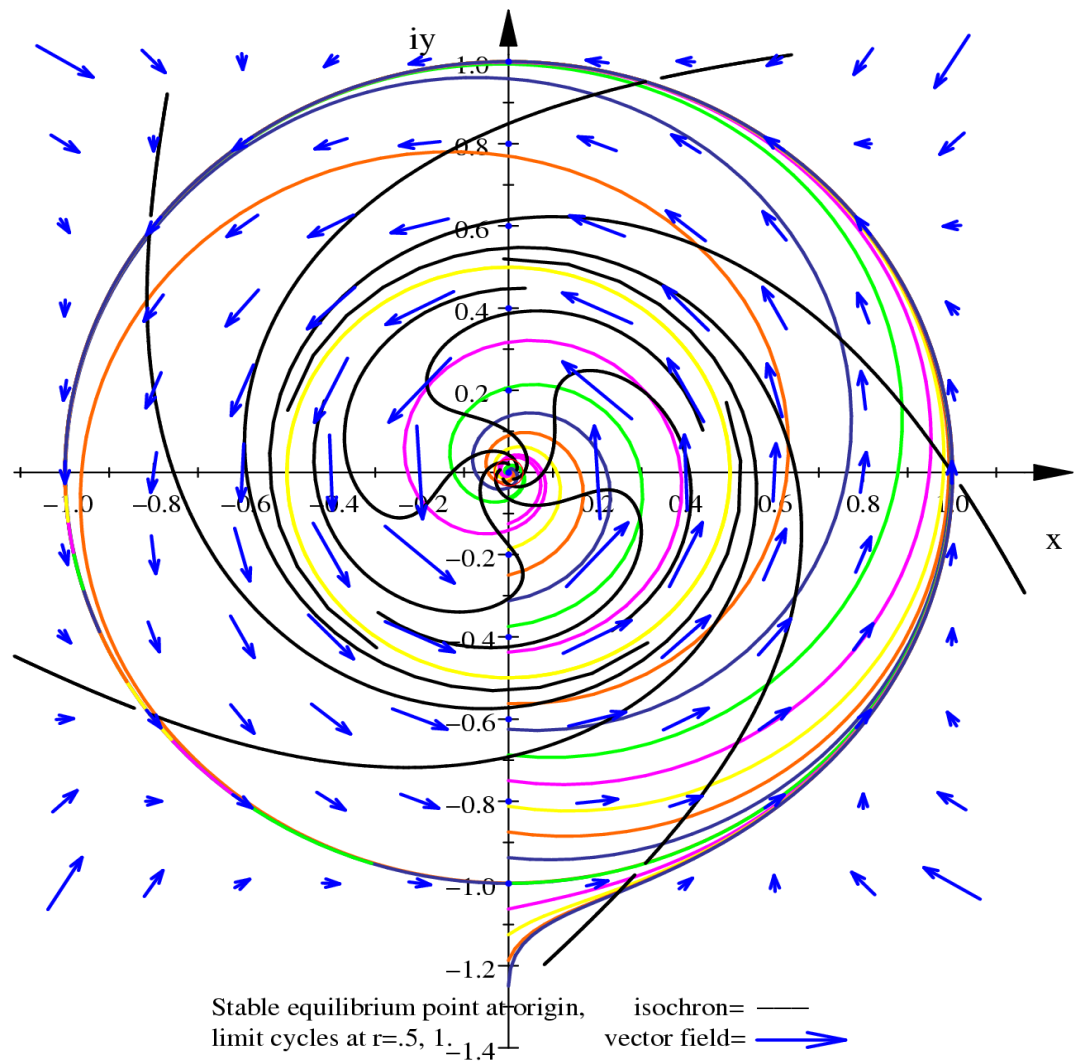 iy
1.0
0.8
0.6
0.4
0.2
−1.0 −0.8 −0.6 −0.4 −0.2 0.2 0.4 0.6 1.0
x
−0.2
−0.4
−0.6
−0.8
−1.0
−1.2
Stable equilibrium point at origin, isochron=
limit cycles at r=.5, 1. vector field=
−1.4